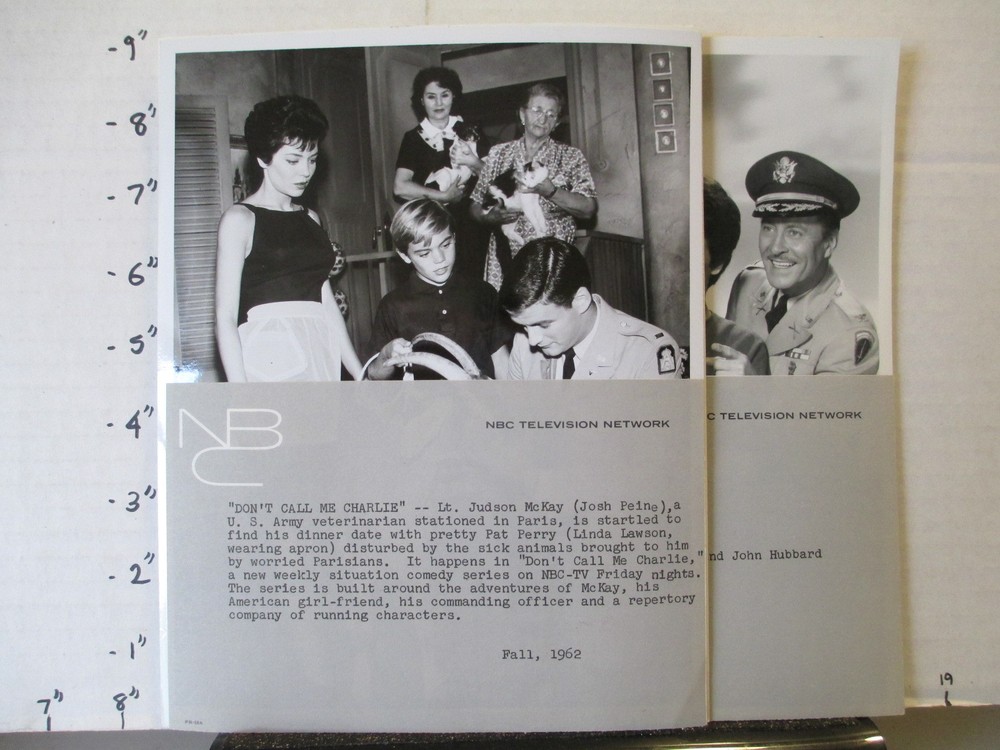 - 9"
- 8"
- 7"
- 6"
- 5"
- 4"
- 3"
- 2"
- 1"
7"
8"
19
NBC
NBC TELEVISION NETWORK
"DON'T CALL ME CHARLIE" -- Lt. Judson McKay (Josh Peine),a
U. S. Army veterinarian stationed in Paris, is startled to
find his dinner date with pretty Pat Perry (Linda Lawson,
wearing apron) disturbed by the sick animals brought to him
by worried Parisians.  It happens in "Don't Call Me Charlie,"
a new weekly situation comedy series on NBC-TV Friday nights.
The series is built around the adventures of McKay, his
American girl-friend, his commanding officer and a repertory
company of running characters.
Fall, 1962
C TELEVISION NETWORK
nd John Hubbard